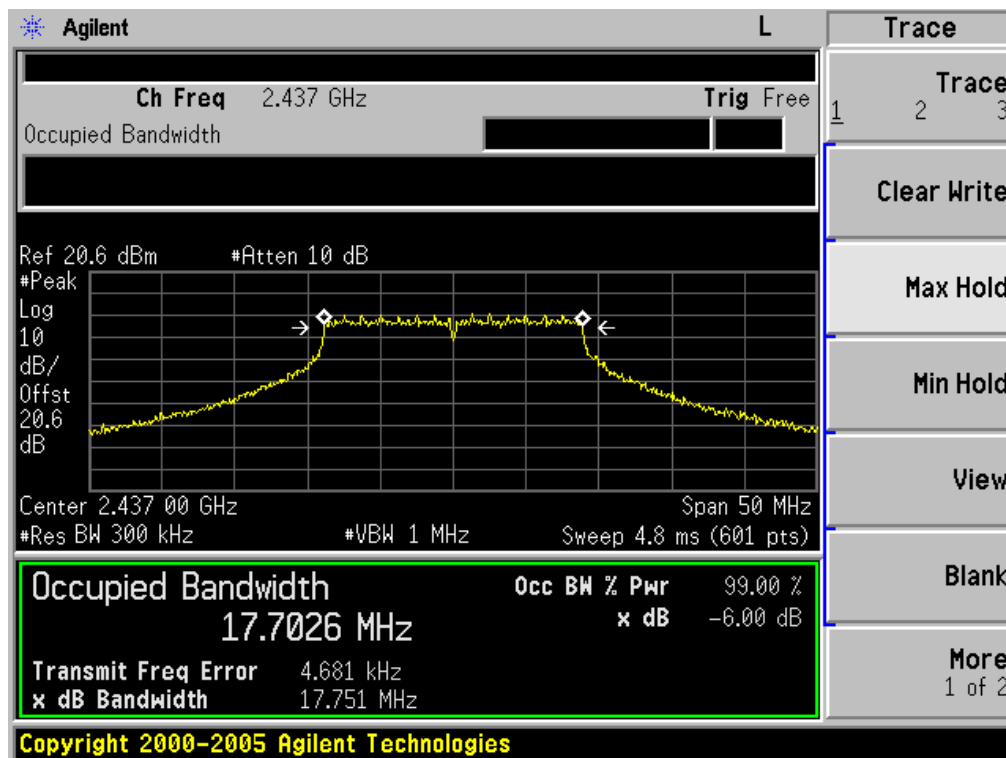 Agilent L Trace
Ch Freq 2.437 GHz Trig Free
Occupied Bandwidth
Trace
1 2 3
Clear Write
Max Hold
Min Hold
View
Blank
More
1 of 2
Ref 20.6 dBm #Atten 10 dB
#Peak
Log
10
dB/
Offst
20.6
dB
Center 2.437 00 GHz Span 50 MHz
#Res BW 300 kHz #VBW 1 MHz Sweep 4.8 ms (601 pts)
Occupied Bandwidth
17.7026 MHz
Occ BW % Pwr 99.00 %
x dB -6.00 dB
Transmit Freq Error 4.681 kHz
x dB Bandwidth 17.751 MHz
Copyright 2000-2005 Agilent Technologies